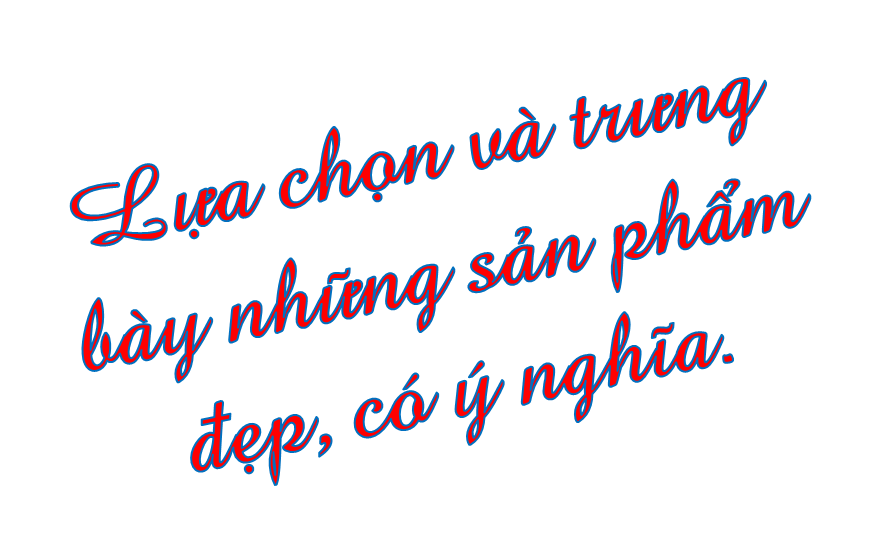 Lựa chọn và trưng
bày những sản phẩm
đẹp, có ý nghĩa.